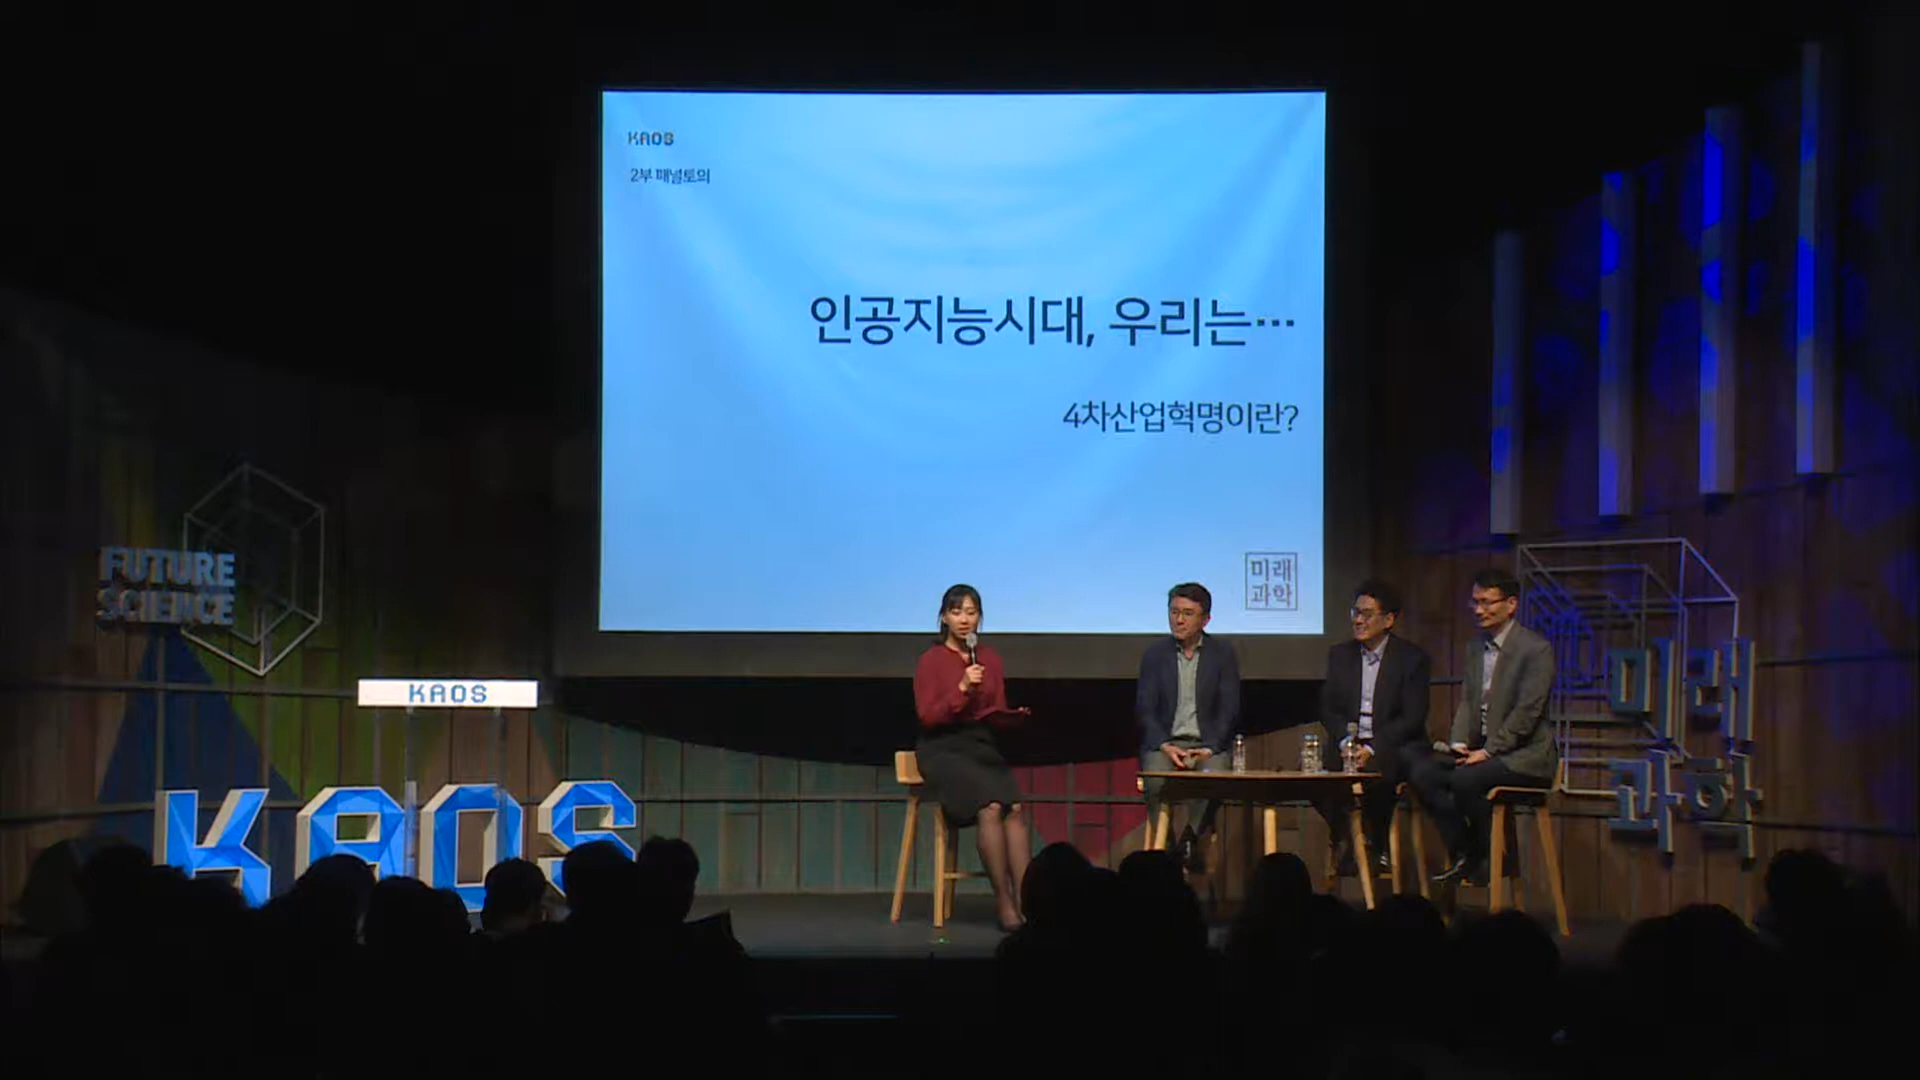 KAOS
2부 패널토의
인공지능시대, 우리는…
4차산업혁명이란?
미래
과학
FUTURE
SCIENCE
KAOS
KAOS
미래
과학